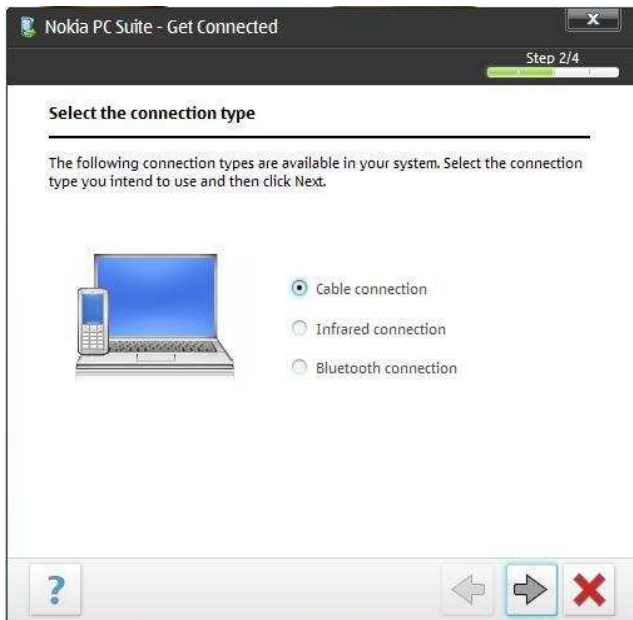 Nokia PC Suite - Get Connected
x
Step 2/4
Select the connection type
The following connection types are available in your system. Select the connection
type you intend to use and then click Next.
Cable connection
Infrared connection
Bluetooth connection
?